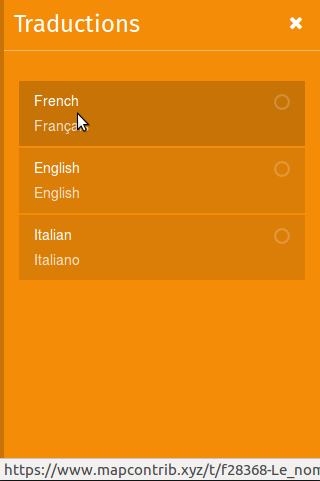 Traductions
French
Français
English
English
Italian
Italiano
https://www.mapcontrib.xyz/t/f28368-Le_nom